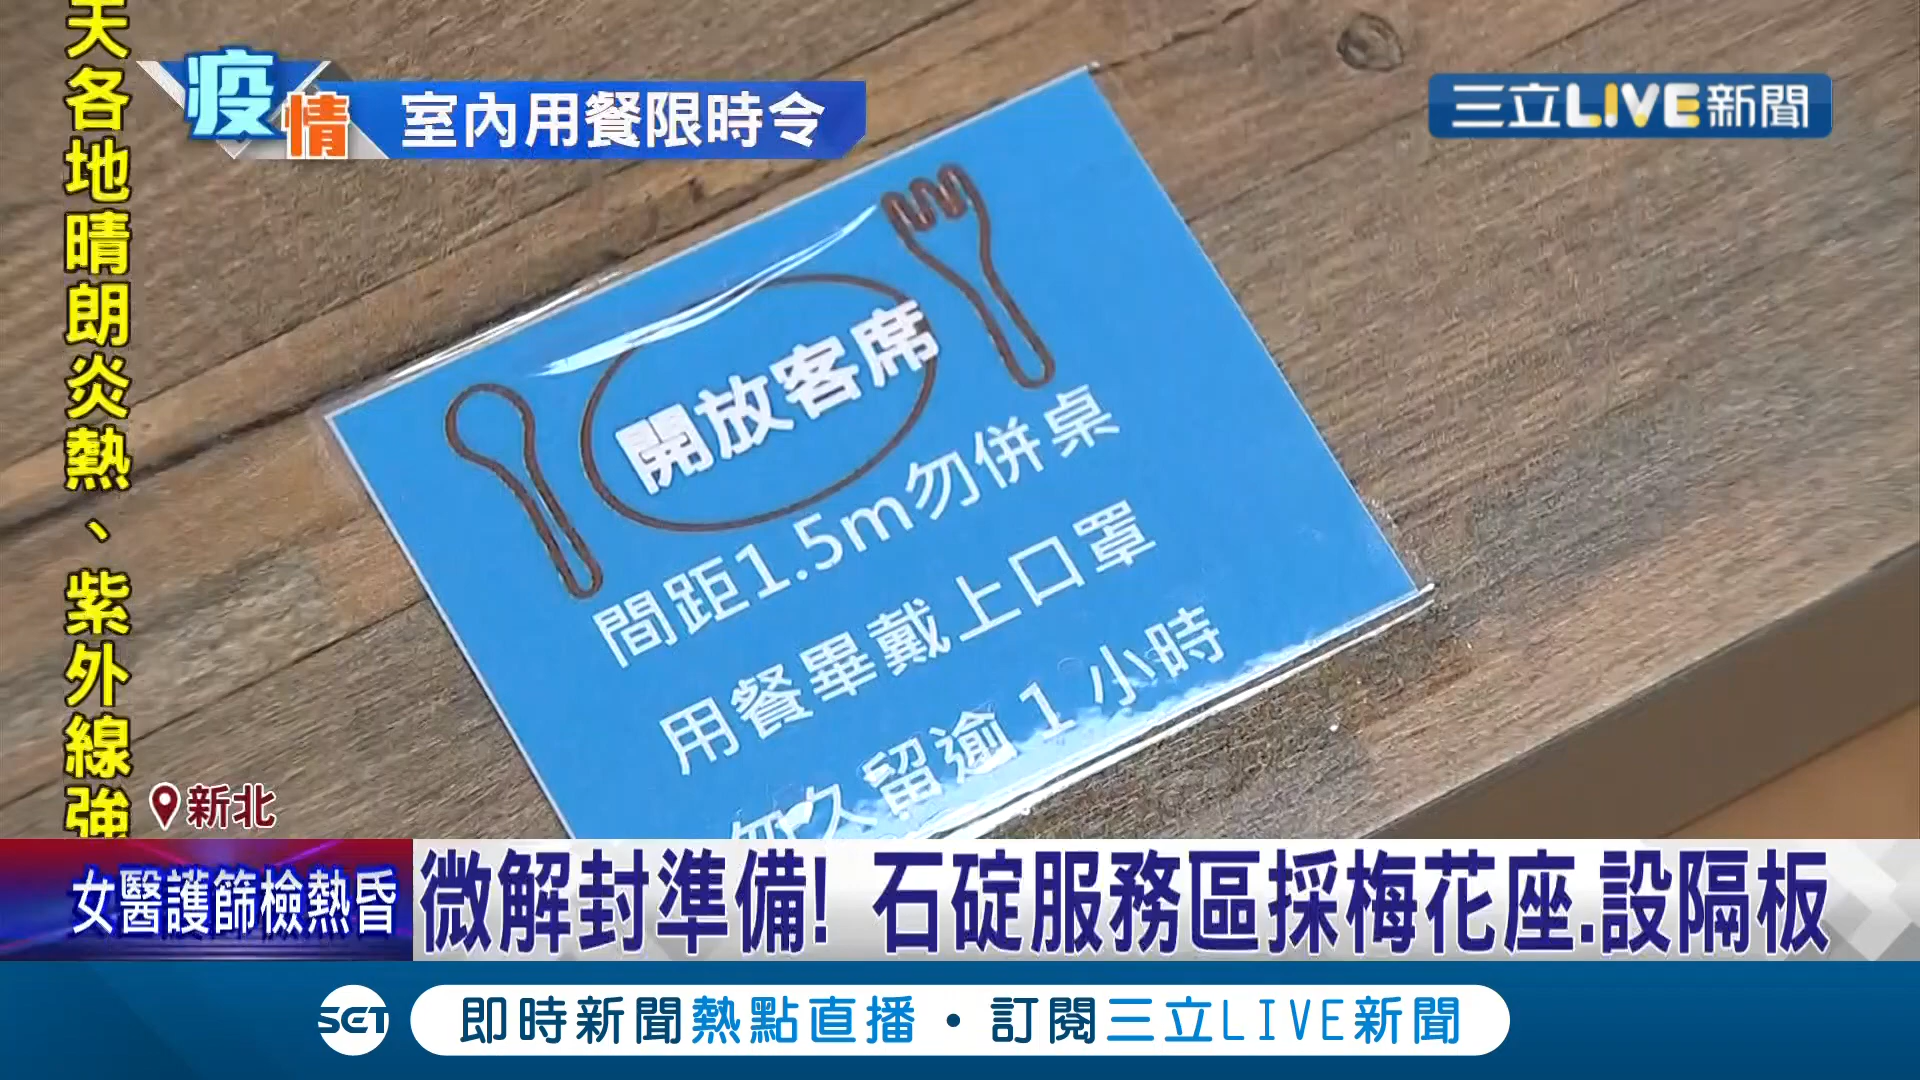 天各地晴朗炎熱、紫外線強
疫情
室內用餐限時令
三立LIVE新聞
開放客席
間距1.5m勿併桌
用餐畢戴上口罩
勿久留逾1小時
新北
女醫護篩檢熱昏
微解封準備! 石碇服務區採梅花座.設隔板
SET
即時新聞熱點直播・訂閱三立LIVE新聞